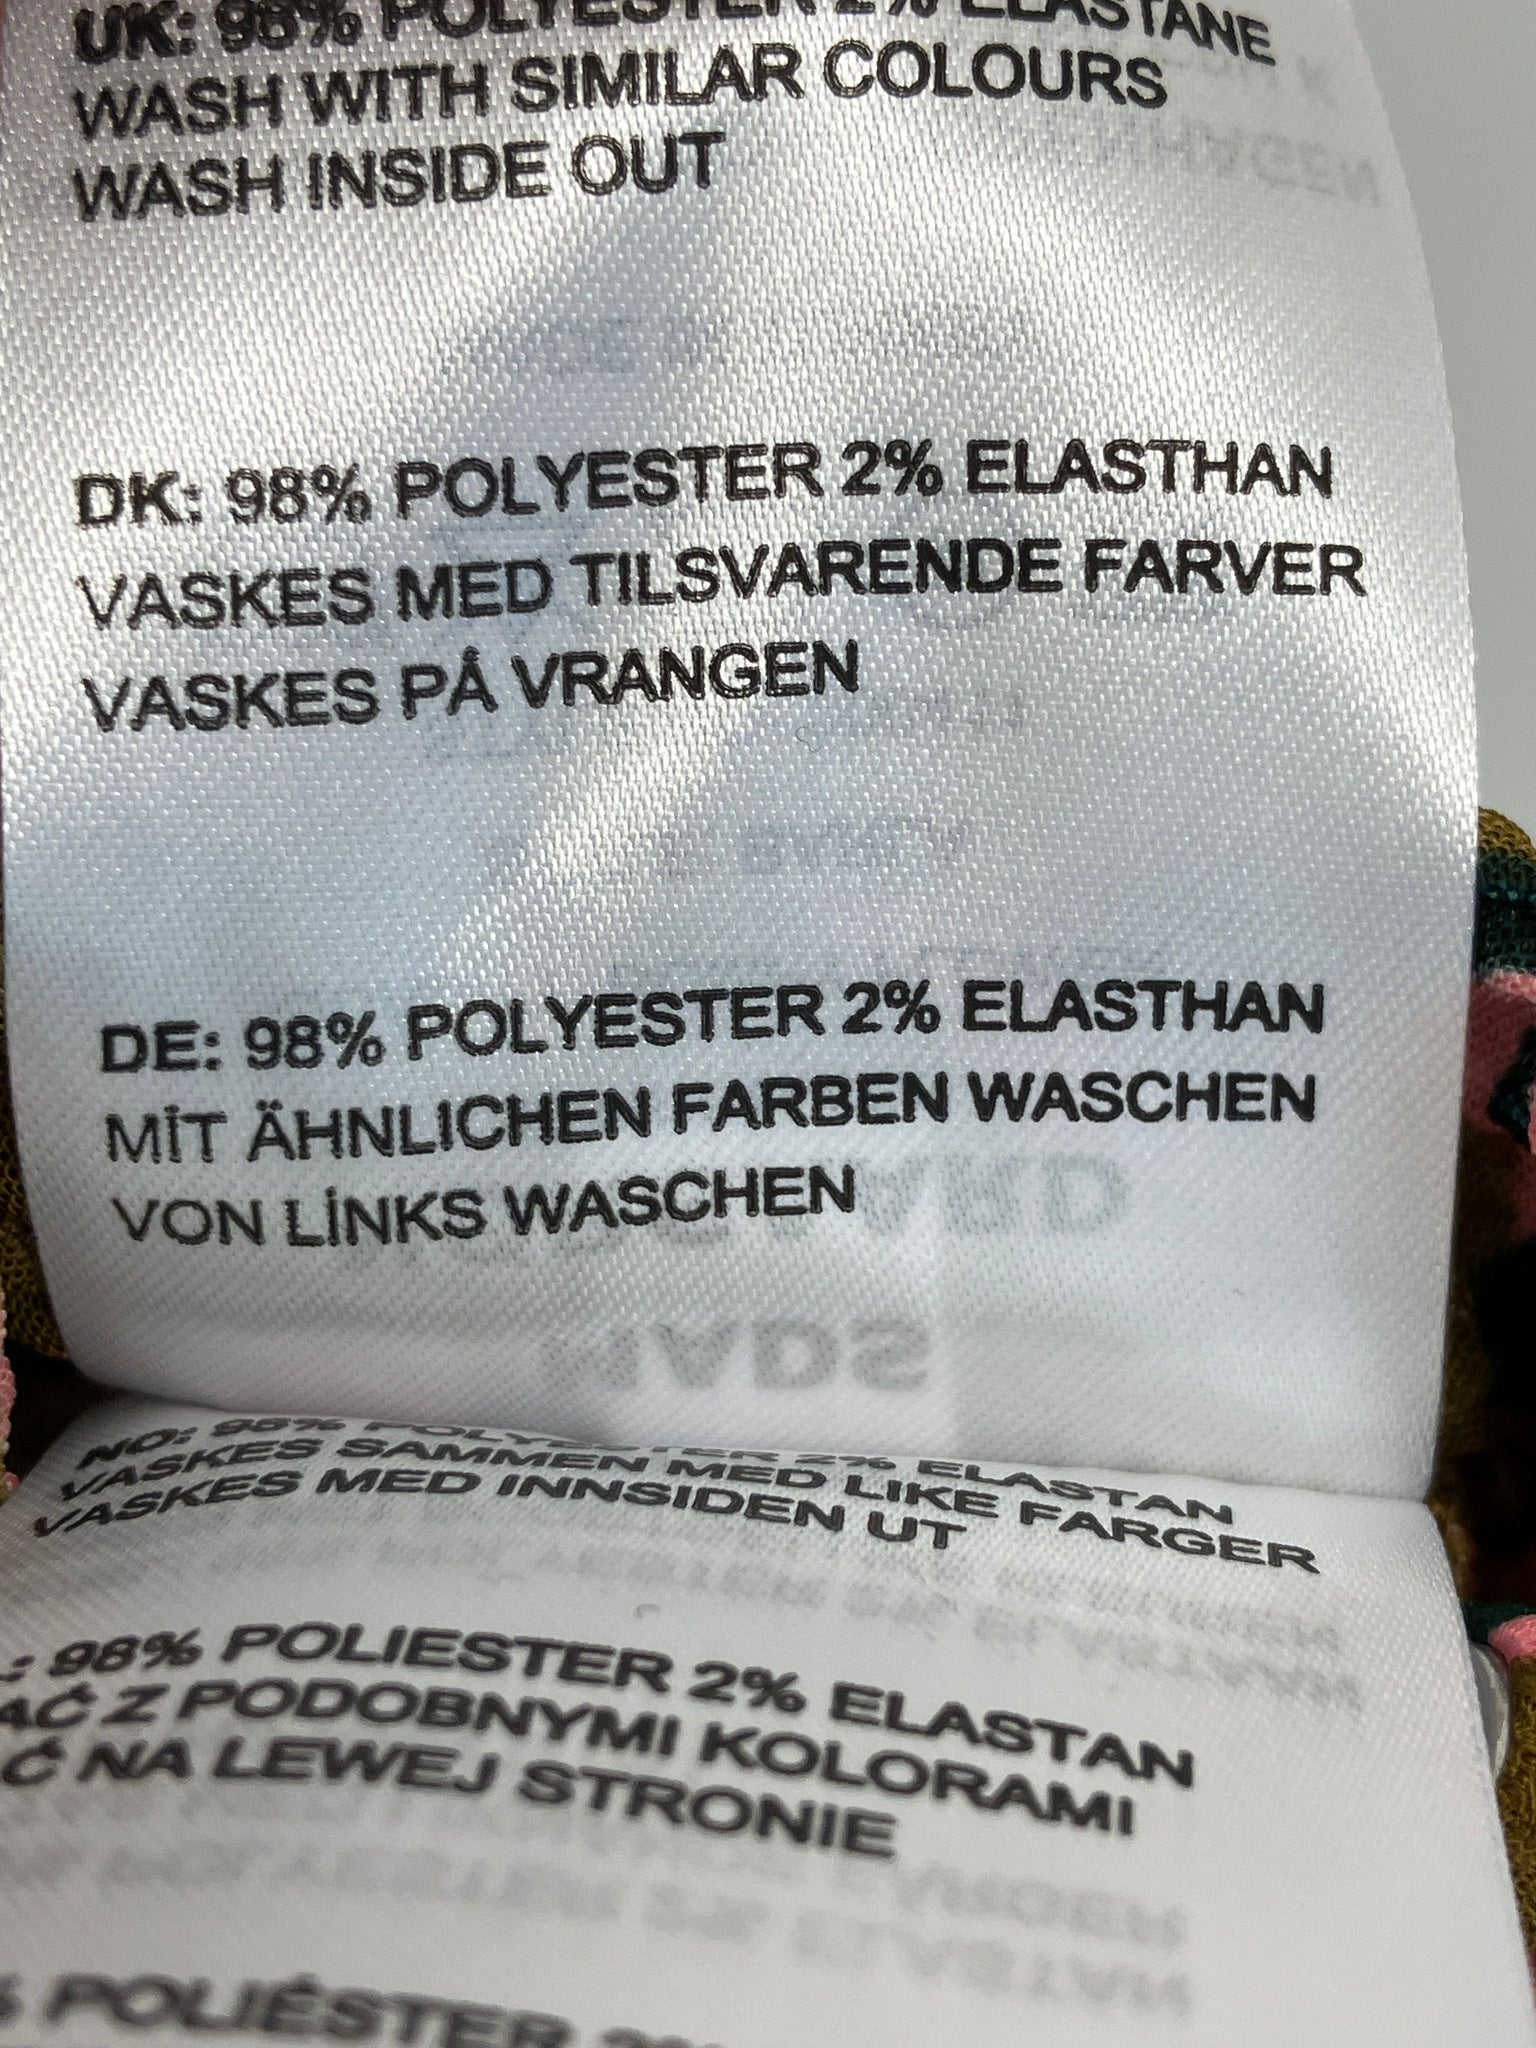 UK: 98% POLYESTER 2% ELASTANE
WASH WITH SIMILAR COLOURS
WASH INSIDE OUT
DK: 98% POLYESTER 2% ELASTHAN
VASKES MED TILSVARENDE FARVER
VASKES PÅ VRANGEN
DE: 98% POLYESTER 2% ELASTHAN
MİT ÄHNLICHEN FARBEN WASCHEN
VON LİNKS WASCHEN
NO: 98% POLYESTER 2% ELASTAN
VASKES SAMMEN MED LIKE FARGER
VASKES MED INNSIDEN UT
: 98% POLIESTER 2% ELASTAN
AĆ Z PODOBNYMI KOLORAMI
Ć NA LEWEJ STRONIE
% POLIÉSTER